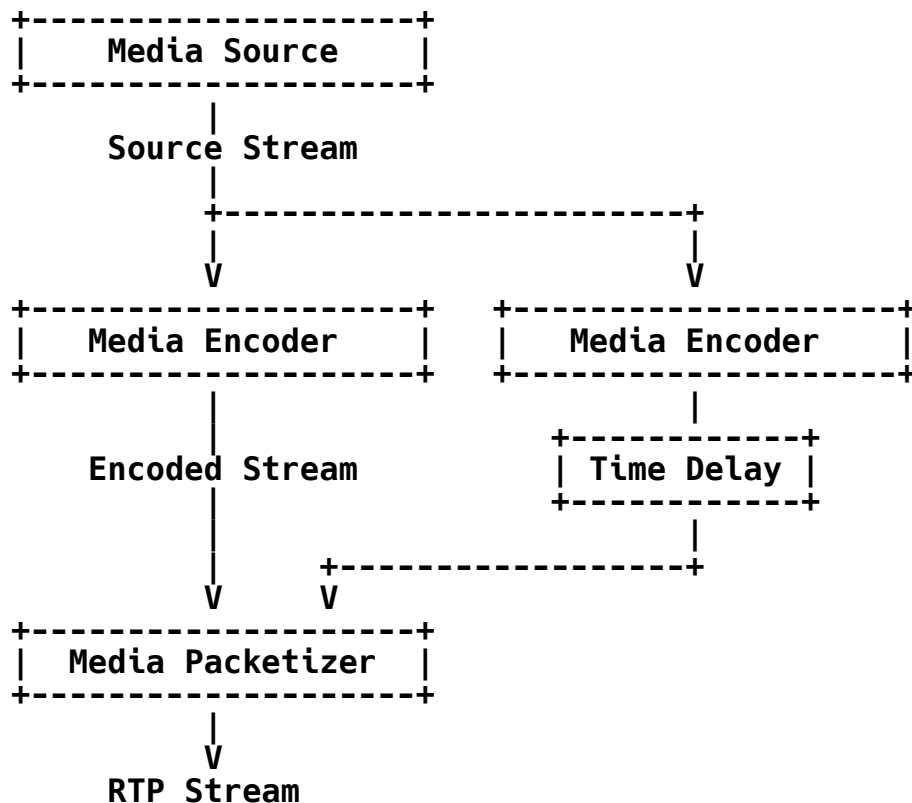 Media Source
Source Stream
Media Encoder Media Encoder
Encoded Stream Time Delay
Media Packetizer
RTP Stream